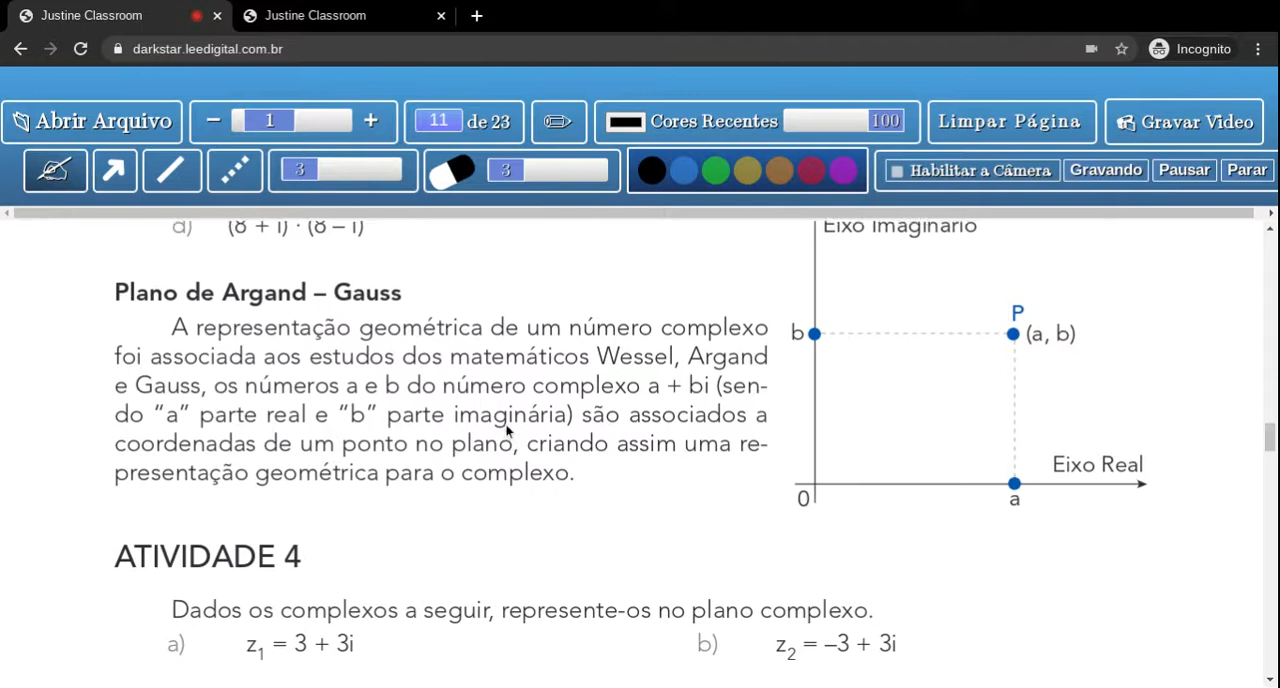 Justine Classroom
Justine Classroom
darkstar.leedigital.com.br
Incognito
Abrir Arquivo
− 1 +
11 de 23
Cores Recentes 100
Limpar Página
Gravar Video
3
3
Habilitar a Câmera
Gravando
Pausar
Parar
d) (8 + i) · (8 – i)
Plano de Argand – Gauss
A representação geométrica de um número complexo
foi associada aos estudos dos matemáticos Wessel, Argand
e Gauss, os números a e b do número complexo a + bi (sen-
do “a” parte real e “b” parte imaginária) são associados a
coordenadas de um ponto no plano, criando assim uma re-
presentação geométrica para o complexo.
Eixo Imaginário
P
b
(a, b)
Eixo Real
0
a
ATIVIDADE 4
Dados os complexos a seguir, represente-os no plano complexo.
a) z₁ = 3 + 3i
b) z₂ = –3 + 3i